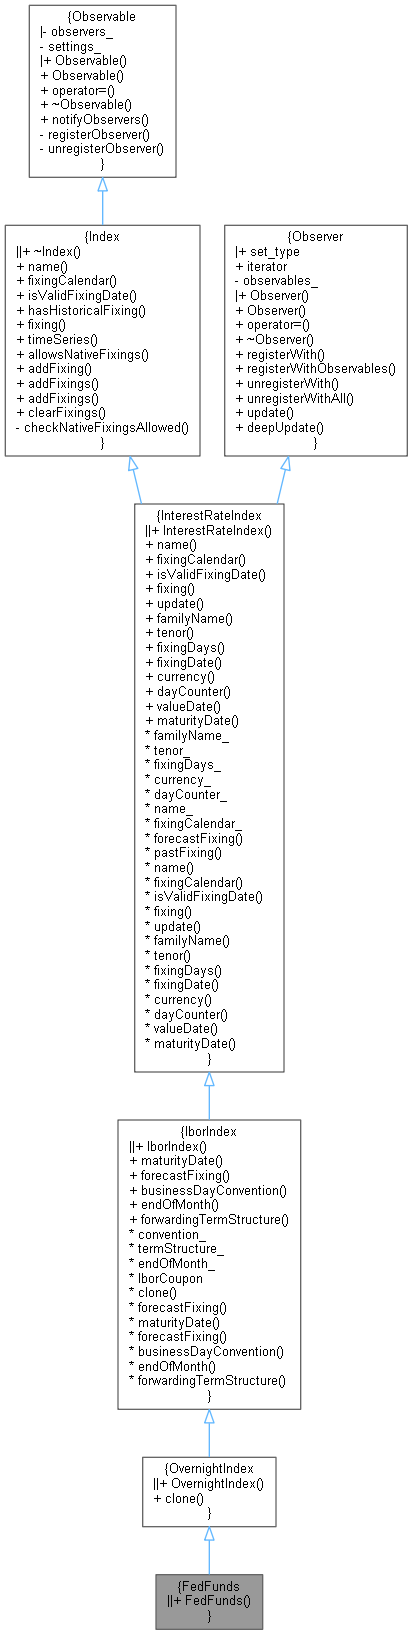 {Observable
|- observers_
- settings_
|+ Observable()
+ Observable()
+ operator=()
+ ~Observable()
+ notifyObservers()
- registerObserver()
- unregisterObserver()
}
{Index
||+ ~Index()
+ name()
+ fixingCalendar()
+ isValidFixingDate()
+ hasHistoricalFixing()
+ fixing()
+ timeSeries()
+ allowsNativeFixings()
+ addFixing()
+ addFixings()
+ addFixings()
+ clearFixings()
- checkNativeFixingsAllowed()
}
{Observer
|+ set_type
+ iterator
- observables_
|+ Observer()
+ Observer()
+ operator=()
+ ~Observer()
+ registerWith()
+ registerWithObservables()
+ unregisterWith()
+ unregisterWithAll()
+ update()
+ deepUpdate()
}
{InterestRateIndex
||+ InterestRateIndex()
+ name()
+ fixingCalendar()
+ isValidFixingDate()
+ fixing()
+ update()
+ familyName()
+ tenor()
+ fixingDays()
+ fixingDate()
+ currency()
+ dayCounter()
+ valueDate()
+ maturityDate()
* familyName_
* tenor_
* fixingDays_
* currency_
* dayCounter_
* name_
* fixingCalendar_
* forecastFixing()
* pastFixing()
* name()
* fixingCalendar()
* isValidFixingDate()
* fixing()
* update()
* familyName()
* tenor()
* fixingDays()
* fixingDate()
* currency()
* dayCounter()
* valueDate()
* maturityDate()
}
{IborIndex
||+ IborIndex()
+ maturityDate()
+ forecastFixing()
+ businessDayConvention()
+ endOfMonth()
+ forwardingTermStructure()
* convention_
* termStructure_
* endOfMonth_
* IborCoupon
* clone()
* forecastFixing()
* maturityDate()
* forecastFixing()
* businessDayConvention()
* endOfMonth()
* forwardingTermStructure()
}
{OvernightIndex
||+ OvernightIndex()
+ clone()
}
{FedFunds
||+ FedFunds()
}